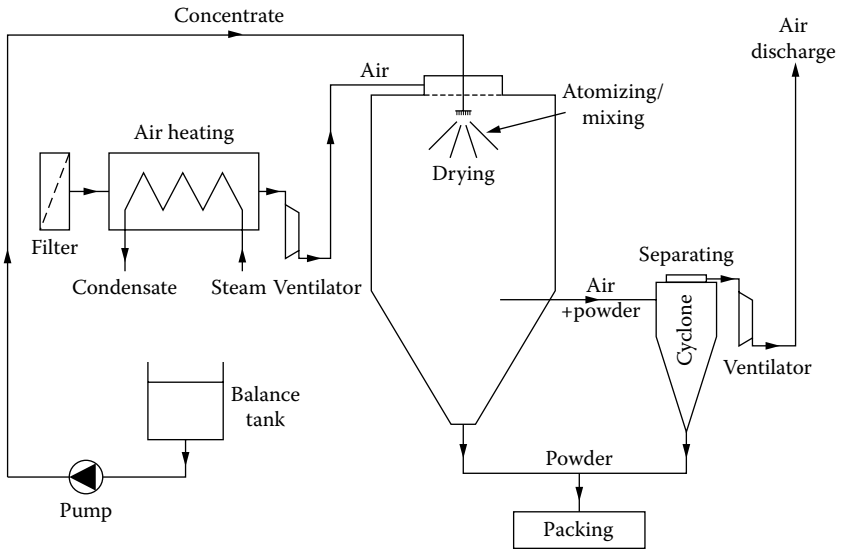 Concentrate
Air
discharge
Air
Atomizing/
mixing
Air heating
Drying
Filter
Separating
Condensate
Steam
Ventilator
Air
+powder
Cyclone
Ventilator
Balance
tank
Powder
Pump
Packing